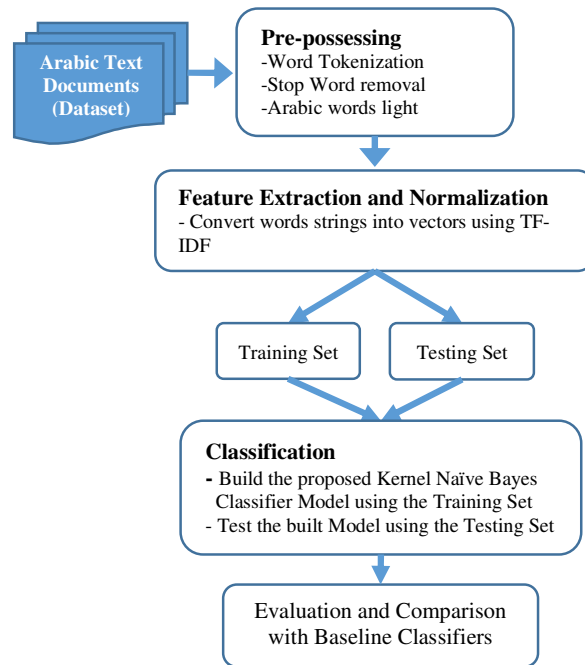 Arabic Text
Documents
(Dataset)
Pre-possessing
-Word Tokenization
-Stop Word removal
-Arabic words light
Feature Extraction and Normalization
- Convert words strings into vectors using TF-
IDF
Training Set
Testing Set
Classification
- Build the proposed Kernel Naïve Bayes
Classifier Model using the Training Set
- Test the built Model using the Testing Set
Evaluation and Comparison
with Baseline Classifiers